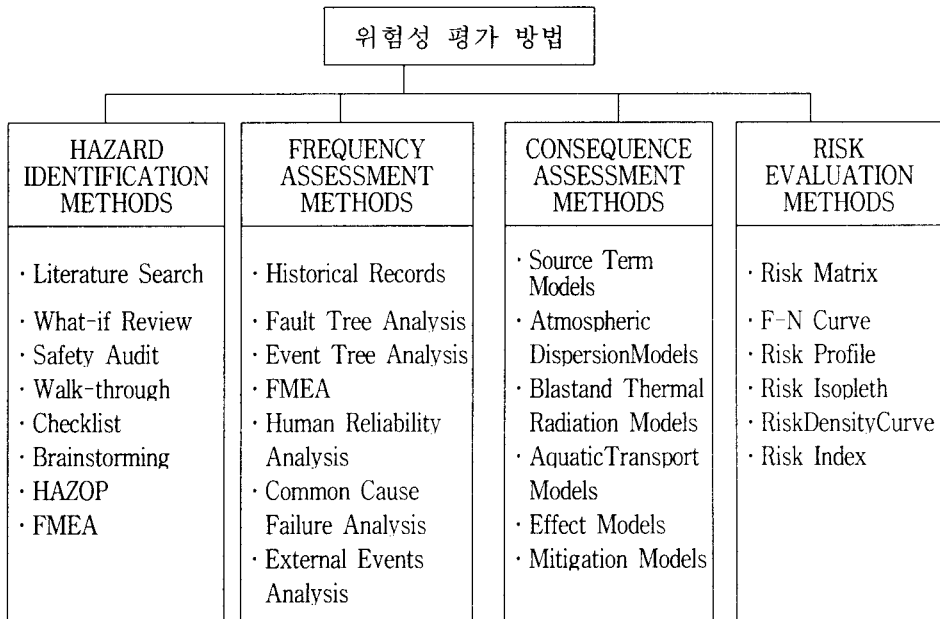 위험성 평가 방법
HAZARD
IDENTIFICATION
METHODS
· Literature Search
· What-if Review
· Safety Audit
· Walk-through
· Checklist
· Brainstorming
· HAZOP
· FMEA
FREQUENCY
ASSESSMENT
METHODS
· Historical Records
· Fault Tree Analysis
· Event Tree Analysis
· FMEA
· Human Reliability
Analysis
· Common Cause
Failure Analysis
· External Events
Analysis
CONSEQUENCE
ASSESSMENT
METHODS
· Source Term
Models
· Atmospheric
DispersionModels
· Blastand Thermal
Radiation Models
· AquaticTransport
Models
· Effect Models
· Mitigation Models
RISK
EVALUATION
METHODS
· Risk Matrix
· F-N Curve
· Risk Profile
· Risk Isopleth
· RiskDensityCurve
· Risk Index